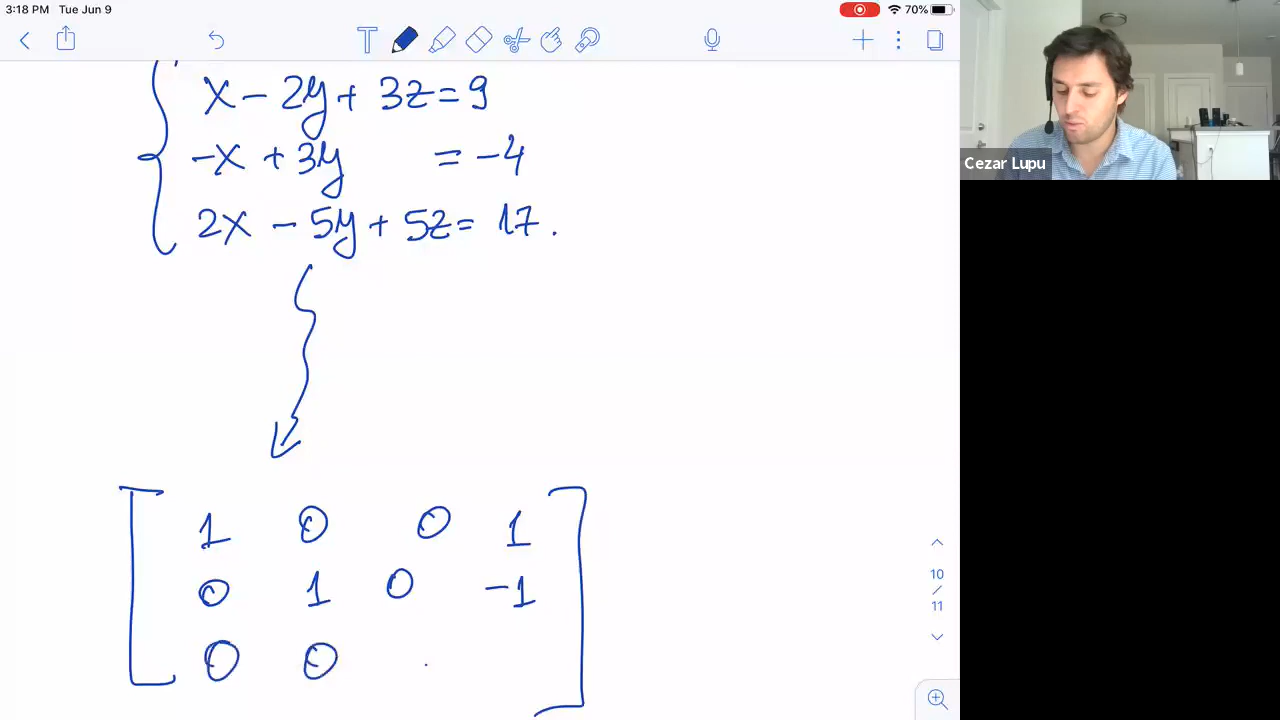 3:18 PM Tue Jun 9
70%
T
x - 2y + 3z = 9
-x + 3y = -4
2x - 5y + 5z = 17.
Cezar Lupu
1 0 0 1
0 1 0 -1
0 0
10
/
11